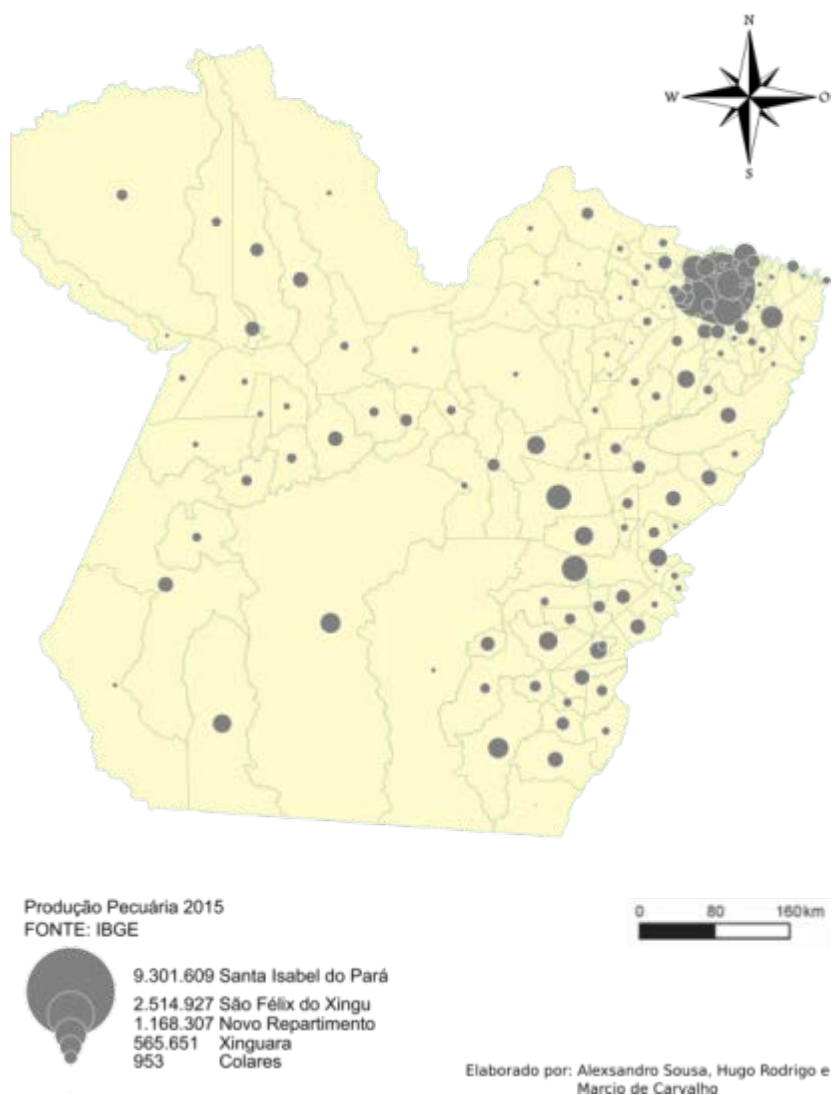 N
W O
S
Produção Pecuária 2015
FONTE: IBGE
0 80 160km
9.301.609 Santa Isabel do Pará
2.514.927 São Félix do Xingu
1.168.307 Novo Repartimento
565.651 Xinguara
953 Colares
Elaborado por: Alexsandro Sousa, Hugo Rodrigo e
Marcio de Carvalho